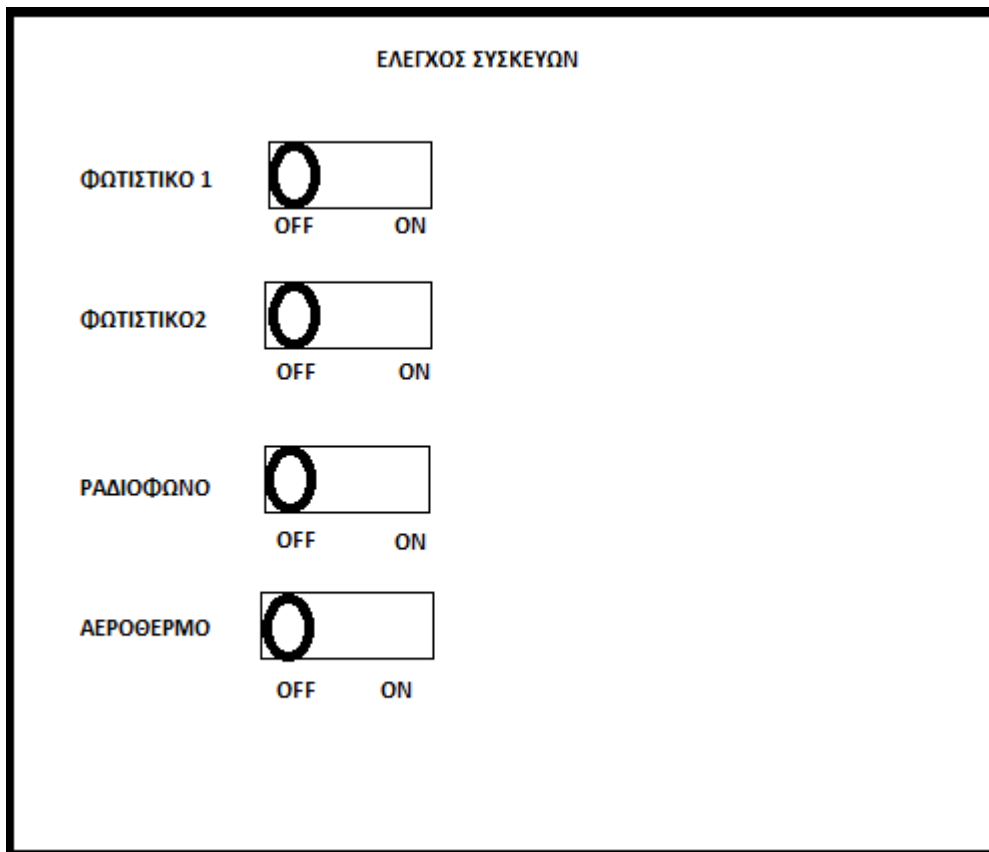 ΕΛΕΓΧΟΣ ΣΥΣΚΕΥΩΝ
ΦΩΤΙΣΤΙΚΟ 1
OFF ON
ΦΩΤΙΣΤΙΚΟ2
OFF ON
ΡΑΔΙΟΦΩΝΟ
OFF ON
ΑΕΡΟΘΕΡΜΟ
OFF ON